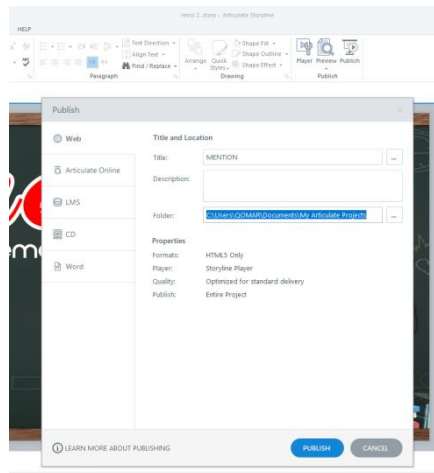 remi 2.story - Articulate Storyline
HELP
Text Direction
Align Text
Find / Replace
Arrange
Quick Styles
Shape Fill
Shape Outline
Shape Effect
Player
Preview
Publish
Paragraph
Drawing
Publish
Publish
Web
Articulate Online
LMS
CD
Word
Title and Location
Title: MENTION ...
Description:
Folder: C:\Users\QOMAR\Documents\My Articulate Projects ...
Properties
Formats: HTML5 Only
Player: Storyline Player
Quality: Optimized for standard delivery
Publish: Entire Project
LEARN MORE ABOUT PUBLISHING
PUBLISH
CANCEL